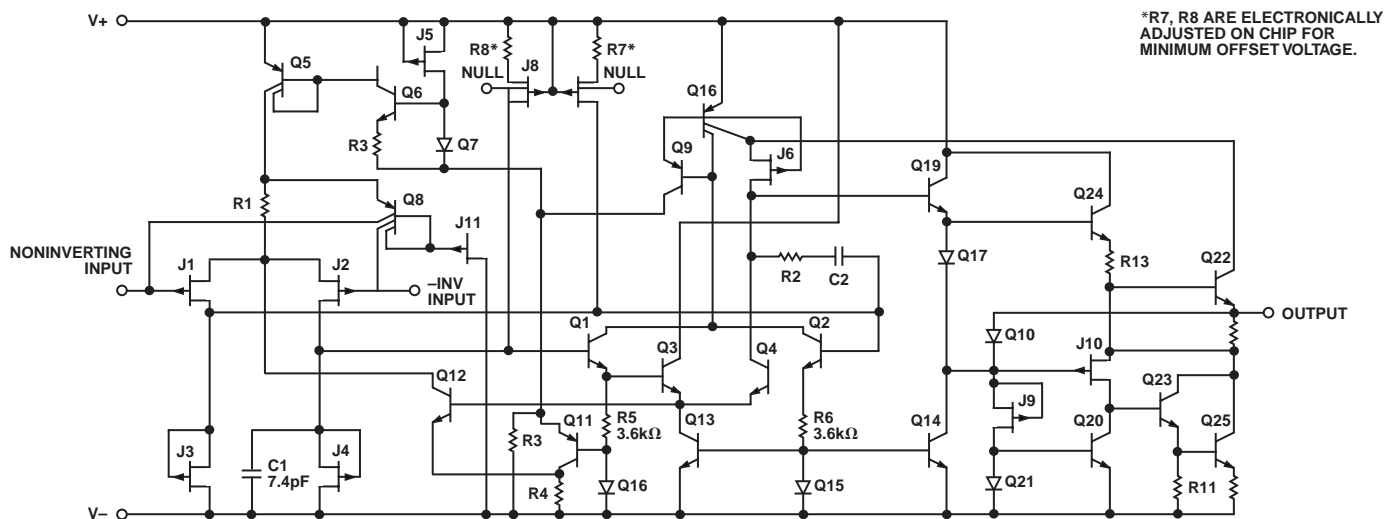 *R7, R8 ARE ELECTRONICALLY
ADJUSTED ON CHIP FOR
MINIMUM OFFSET VOLTAGE.
V+
J5
R8*
R7*
Q5
J8
NULL
NULL
Q6
Q16
R3
Q7
Q9
J6
Q19
Q24
R1
Q8
J11
Q17
R13
Q22
NONINVERTING
INPUT
J1
J2
–INV
INPUT
R2
C2
OUTPUT
Q1
Q3
Q4
Q2
Q10
J10
Q12
Q23
J9
R5
3.6kΩ
R6
3.6kΩ
Q11
Q13
Q14
Q20
Q25
J3
C1
7.4pF
J4
R3
R4
Q16
Q15
Q21
R11
V–